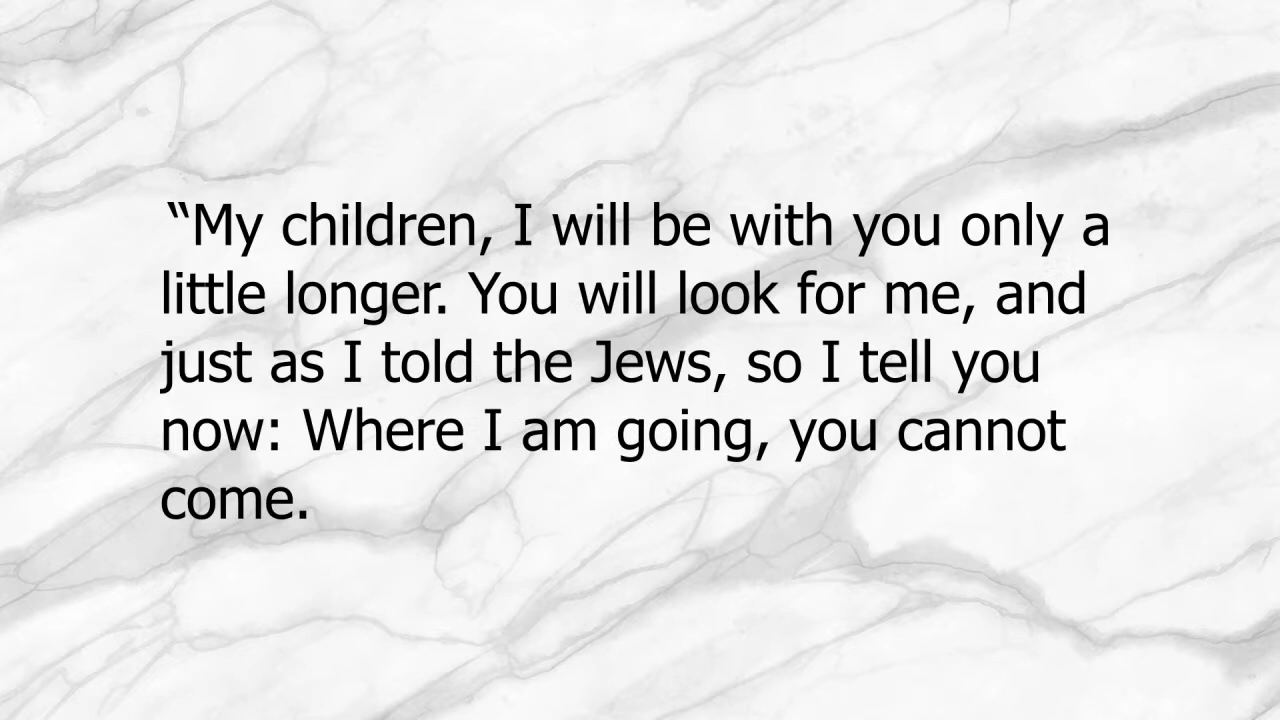 “My children, I will be with you only a
little longer. You will look for me, and
just as I told the Jews, so I tell you
now: Where I am going, you cannot
come.